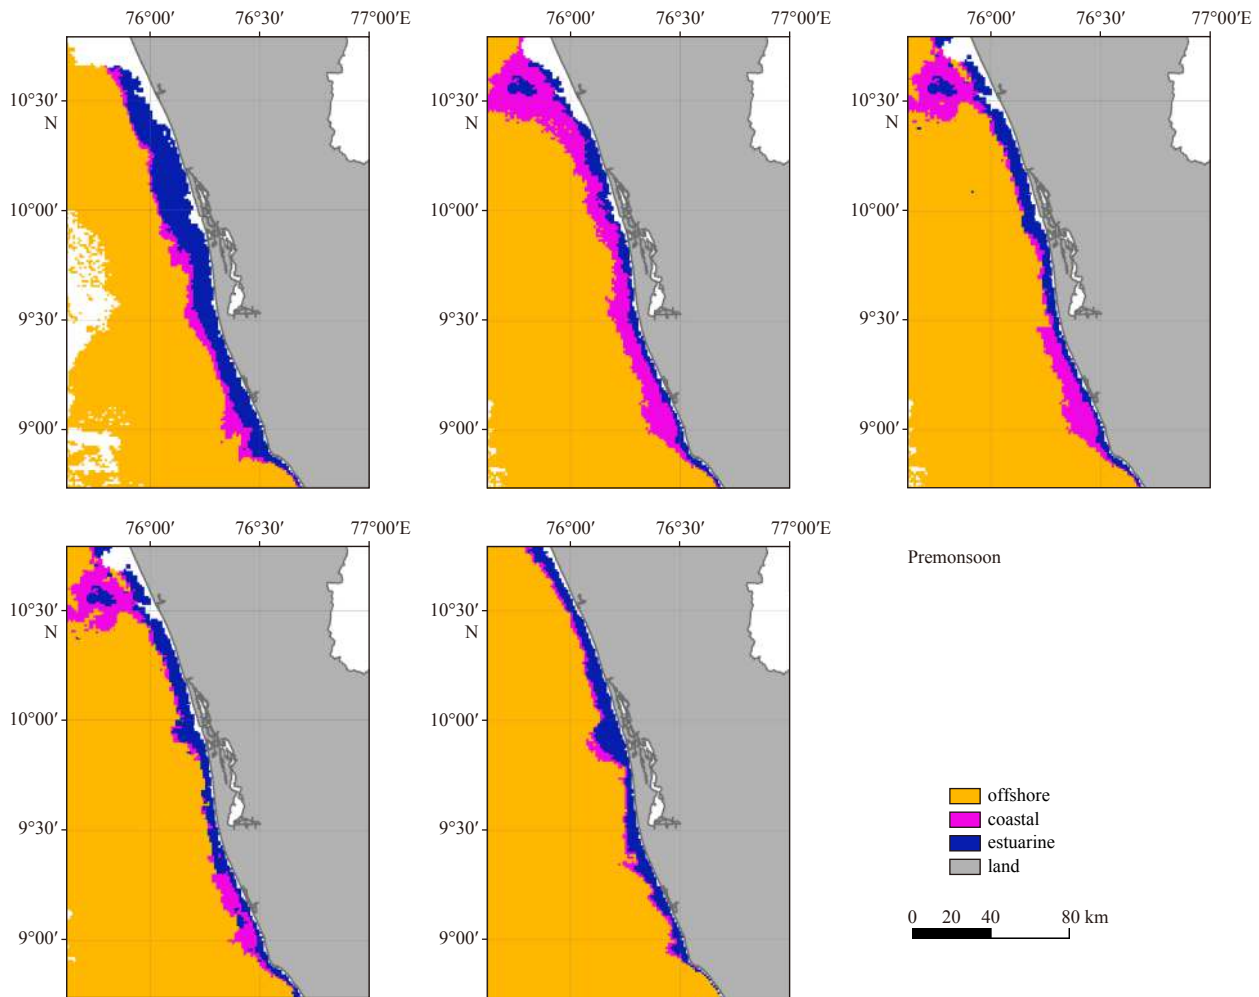 76°00′ 76°30′ 77°00′E 76°00′ 76°30′ 77°00′E 76°00′ 76°30′ 77°00′E
10°30′ 10°30′ 10°30′
N N N
10°00′ 10°00′ 10°00′
9°30′ 9°30′ 9°30′
9°00′ 9°00′ 9°00′
76°00′ 76°30′ 77°00′E 76°00′ 76°30′ 77°00′E
Premonsoon
10°30′ 10°30′
N N
10°00′ 10°00′
offshore
coastal
9°30′ 9°30′
estuarine
land
0 20 40 80 km
9°00′ 9°00′